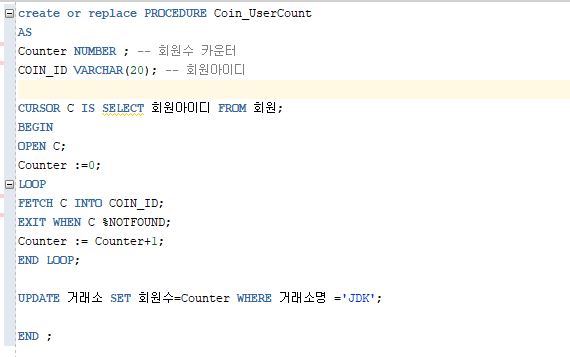 create or replace PROCEDURE Coin_UserCount
AS
Counter NUMBER ; -- 회원수 카운터
COIN_ID VARCHAR(20); -- 회원아이디
CURSOR C IS SELECT 회원아이디 FROM 회원;
BEGIN
OPEN C;
Counter :=0;
LOOP
FETCH C INTO COIN_ID;
EXIT WHEN C %NOTFOUND;
Counter := Counter+1;
END LOOP;
UPDATE 거래소 SET 회원수=Counter WHERE 거래소명 ='JDK';
END ;